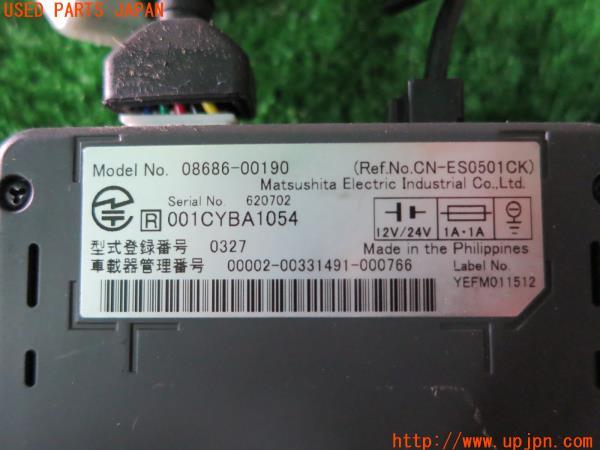 USED PARTS JAPAN
Model No. 08686-00190 (Ref.No.CN-ES0501CK)
Matsushita Electric Industrial Co.,Ltd.
Serial No. 620702
R 001CYBA1054
12V/24V 1A・1A
型式登録番号 0327 Made in the Philippines
車載器管理番号 00002-00331491-000766 Label No.
YEFM011512
http://www.upjpn.com/